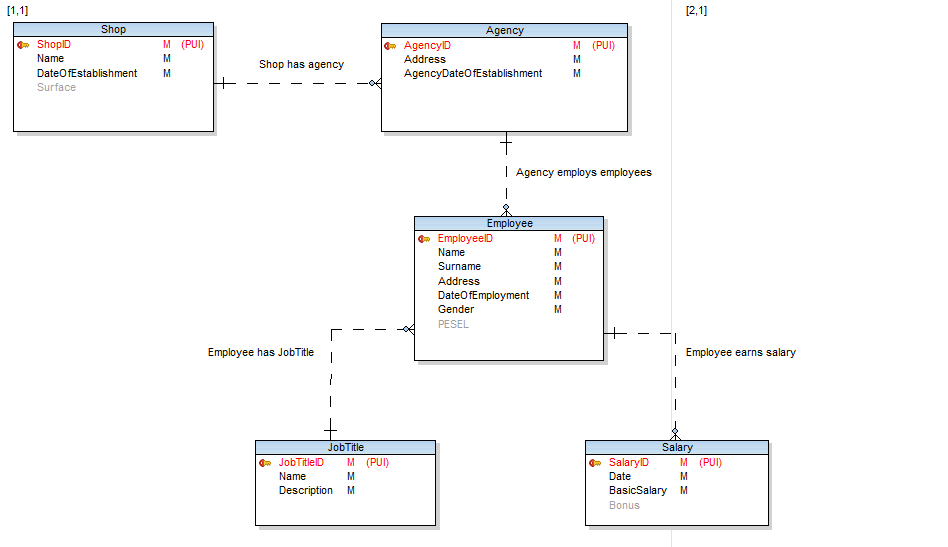 [1,1]
[2,1]
Shop
ShopID M (PUI)
Name M
DateOfEstablishment M
Surface
Shop has agency
Agency
AgencyID M (PUI)
Address M
AgencyDateOfEstablishment M
Agency employs employees
Employee
EmployeeID M (PUI)
Name M
Surname M
Address M
DateOfEmployment M
Gender M
PESEL
Employee has JobTitle
Employee earns salary
JobTitle
JobTitleID M (PUI)
Name M
Description M
Salary
SalaryID M (PUI)
Date M
BasicSalary M
Bonus